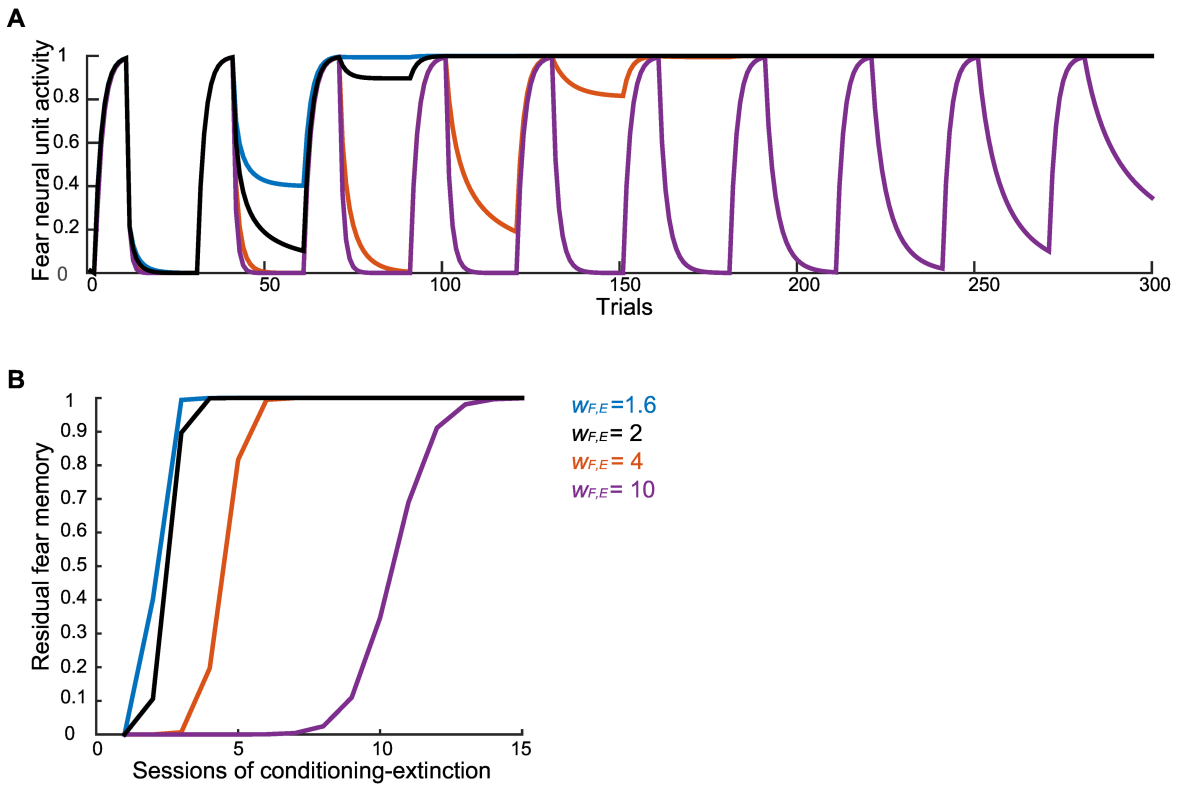 A
Fear neural unit activity
1
0.8
0.6
0.4
0.2
0
0 50 100 150 200 250 300
Trials
B
Residual fear memory
1
0.9
0.8
0.7
0.6
0.5
0.4
0.3
0.2
0.1
0
0 5 10 15
Sessions of conditioning-extinction
wF,E=1.6
wF,E= 2
wF,E= 4
wF,E= 10